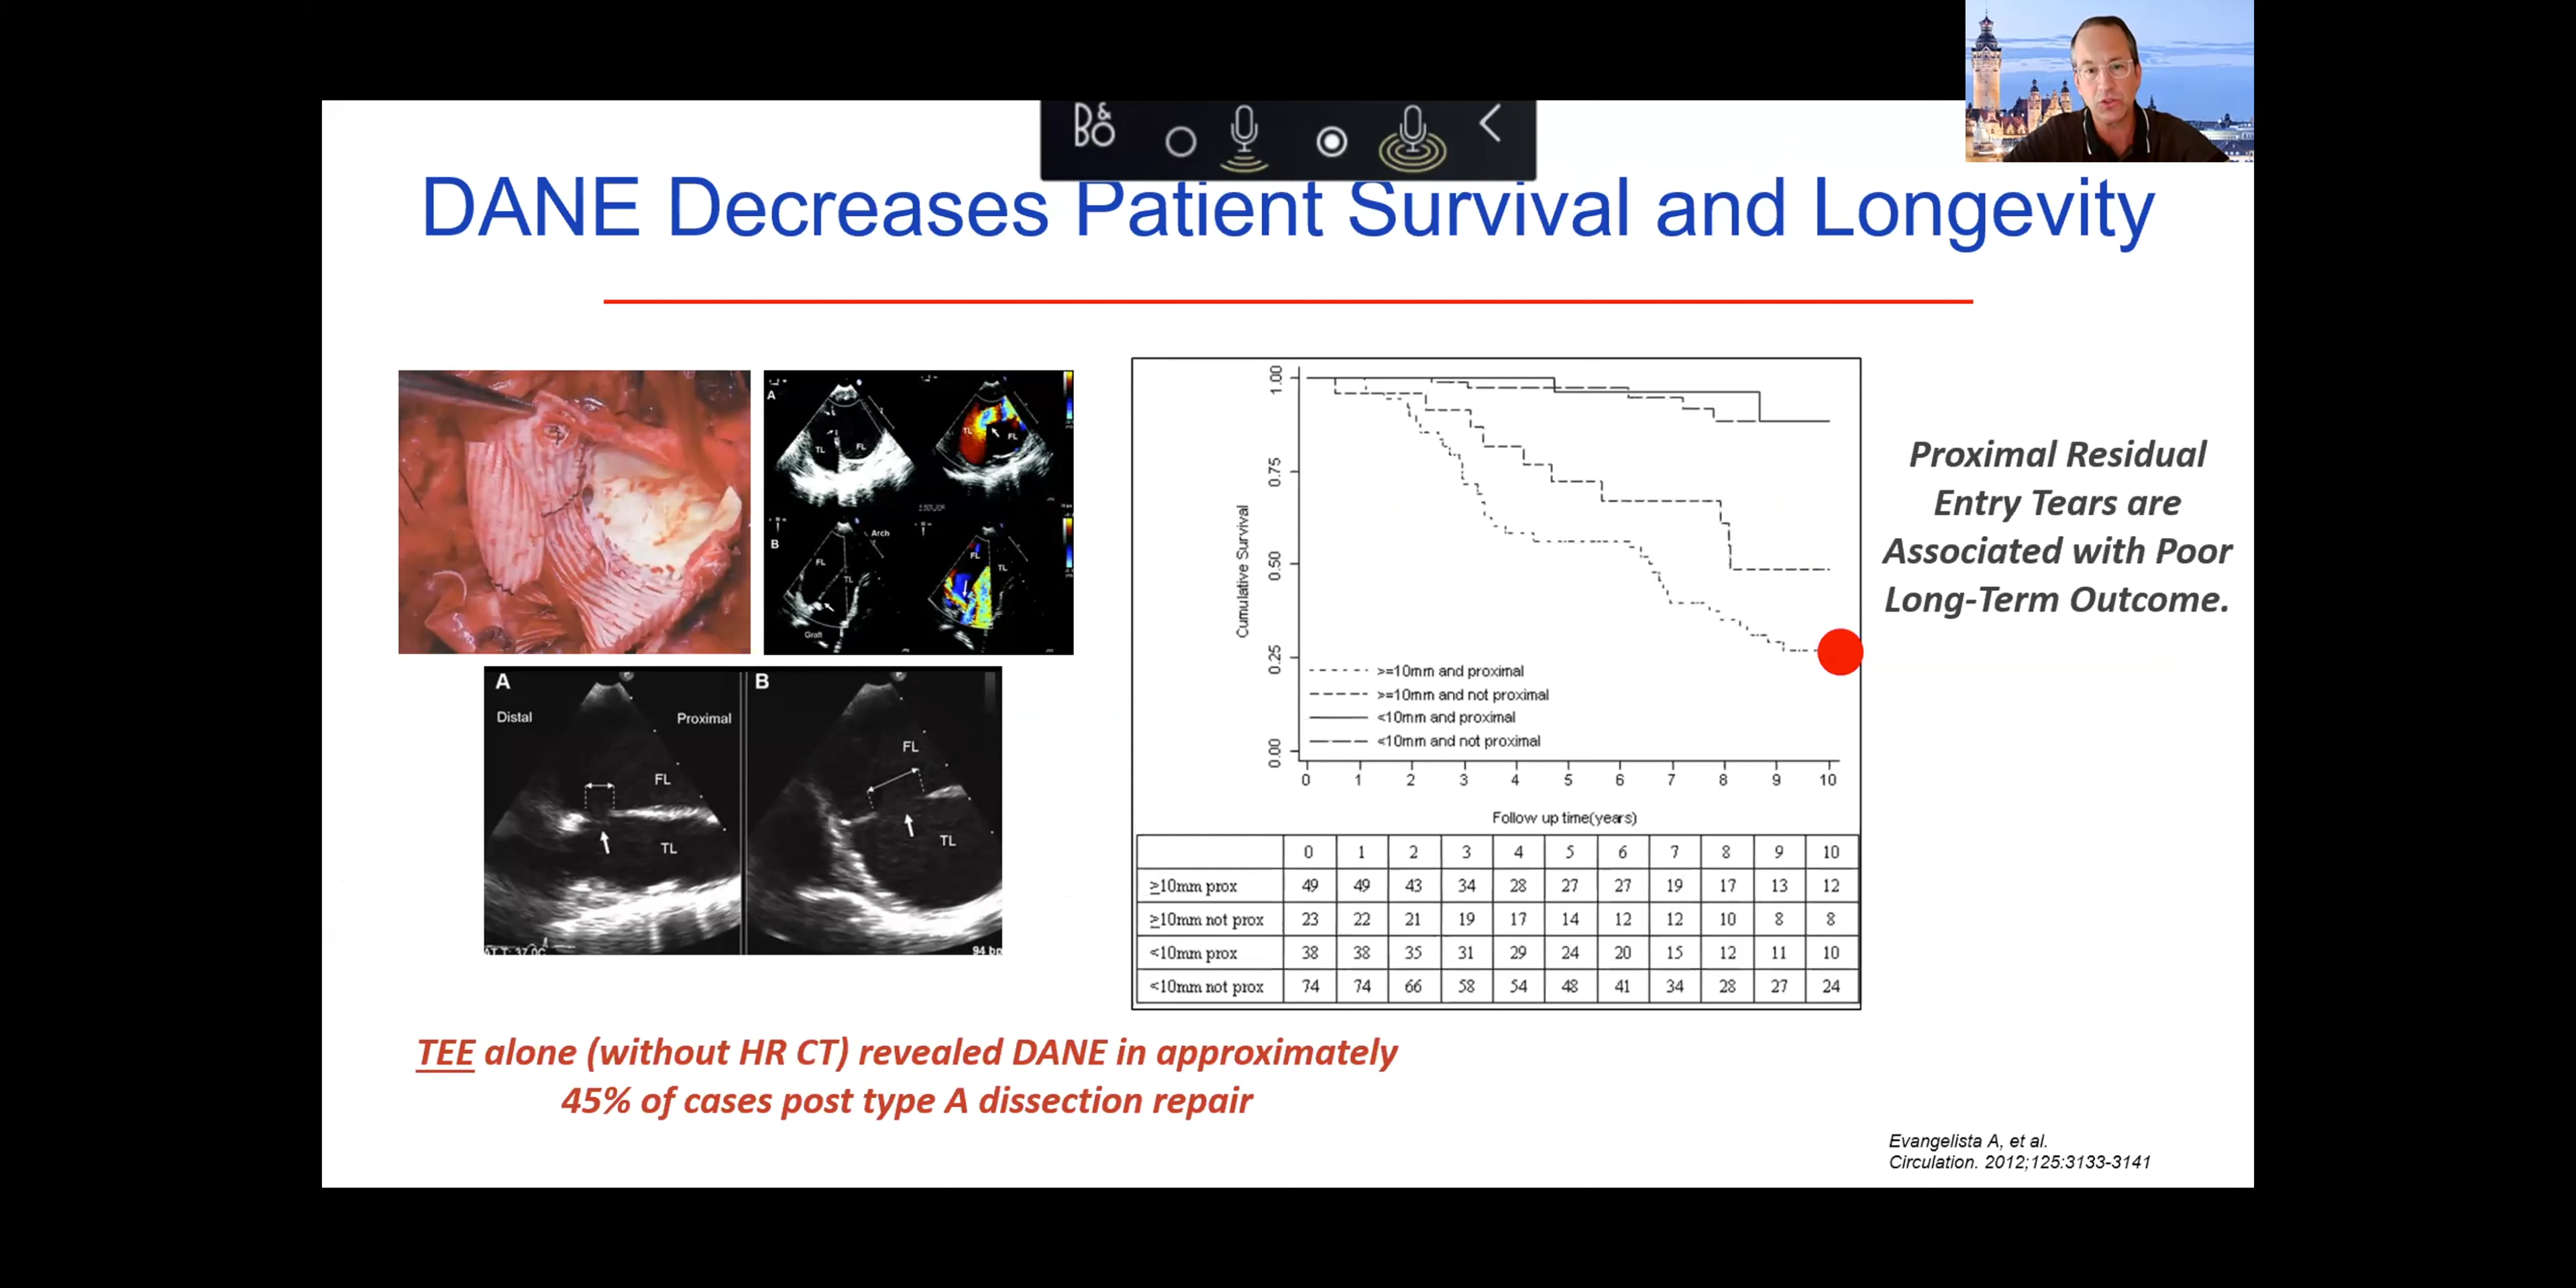 B&O
DANE Decreases Patient Survival and Longevity
A
TL
FL
TL
FL
B
Arch
FL
TL
Graft
FL
TL
A
B
Distal
Proximal
FL
TL
FL
TL
94 bp
1.00
0.75
0.50
0.25
0.00
Cumulative Survival
>=10mm and proximal
>=10mm and not proximal
<10mm and proximal
<10mm and not proximal
0 1 2 3 4 5 6 7 8 9 10
Follow up time(years)
0 1 2 3 4 5 6 7 8 9 10
≥10mm prox 49 49 43 34 28 27 27 19 17 13 12
≥10mm not prox 23 22 21 19 17 14 12 12 10 8 8
<10mm prox 38 38 35 31 29 24 20 15 12 11 10
<10mm not prox 74 74 66 58 54 48 41 34 28 27 24
Proximal Residual
Entry Tears are
Associated with Poor
Long-Term Outcome.
TEE alone (without HR CT) revealed DANE in approximately
45% of cases post type A dissection repair
Evangelista A, et al.
Circulation. 2012;125:3133-3141